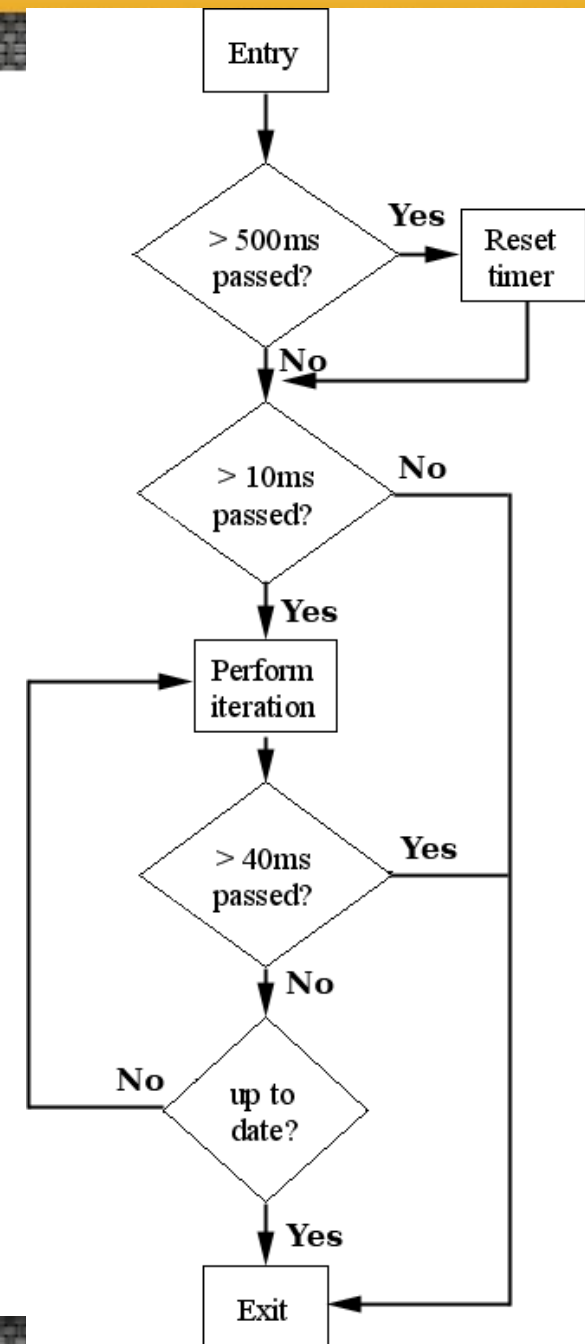 Entry
> 500ms
passed?
Yes
Reset
timer
No
> 10ms
passed?
No
Yes
Perform
iteration
> 40ms
passed?
Yes
No
up to
date?
No
Yes
Exit